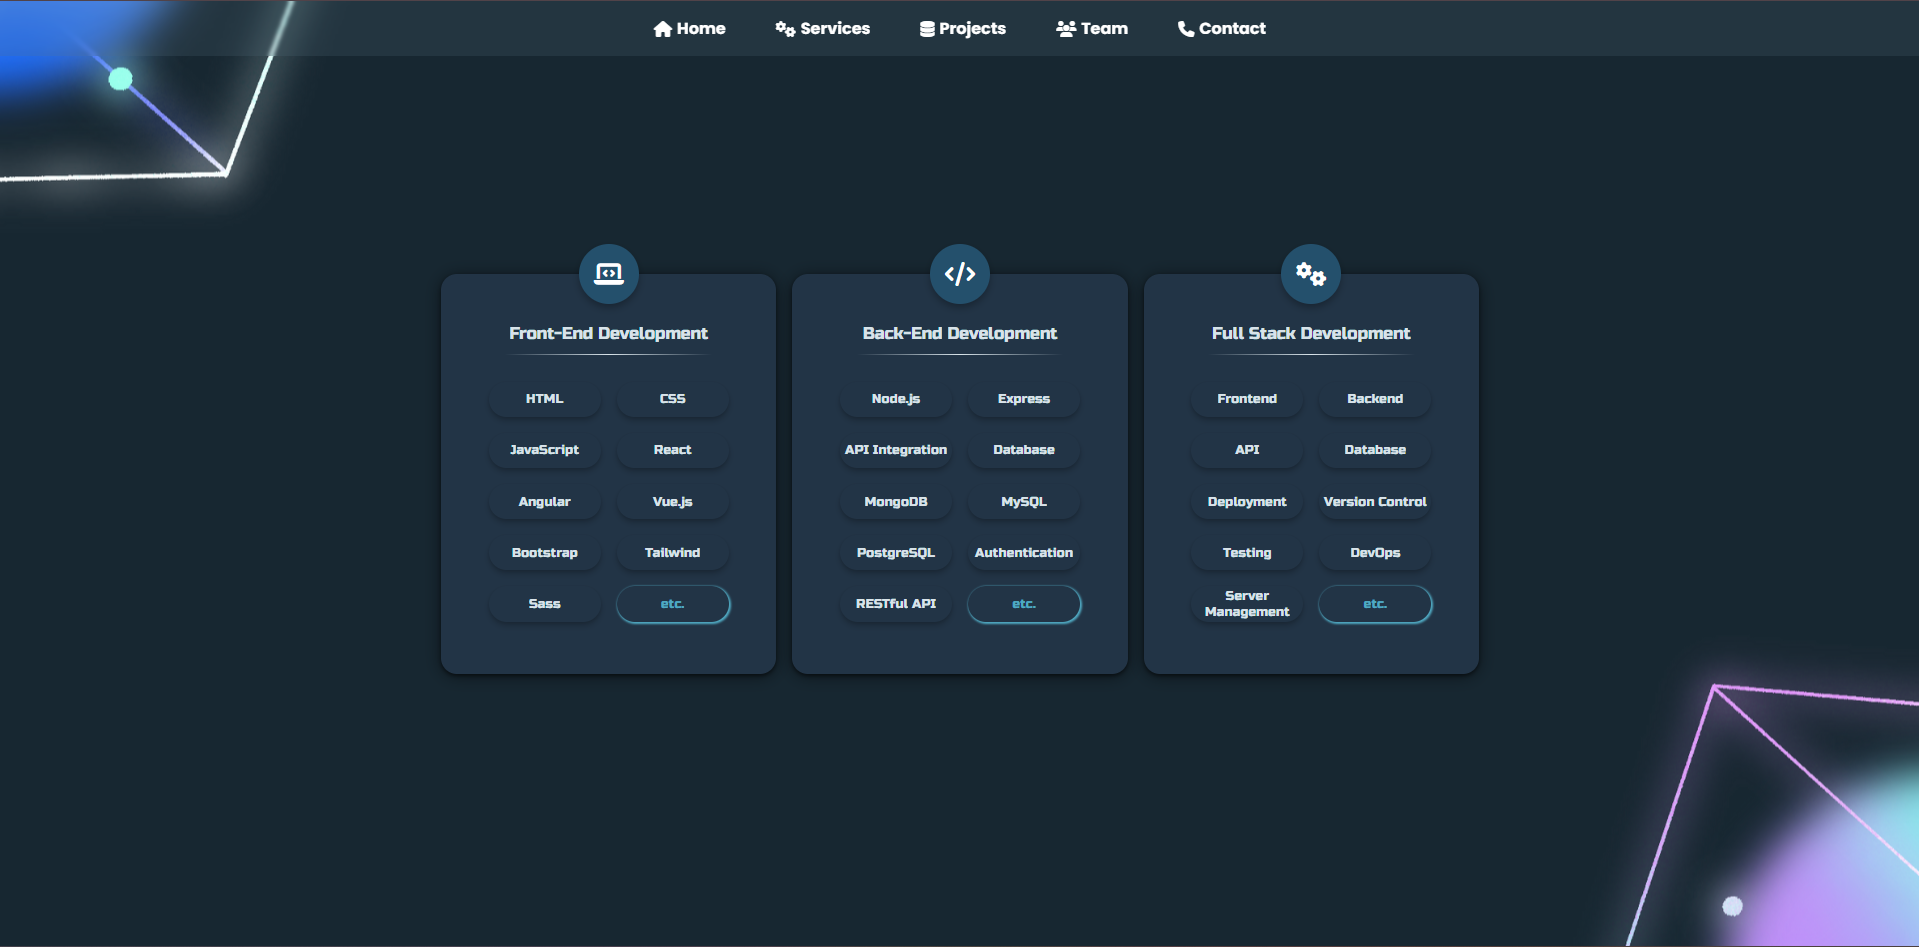 Home Services Projects Team Contact
Front-End Development
HTML CSS
JavaScript React
Angular Vue.js
Bootstrap Tailwind
Sass etc.
Back-End Development
Node.js Express
API Integration Database
MongoDB MySQL
PostgreSQL Authentication
RESTful API etc.
Full Stack Development
Frontend Backend
API Database
Deployment Version Control
Testing DevOps
Server
Management etc.